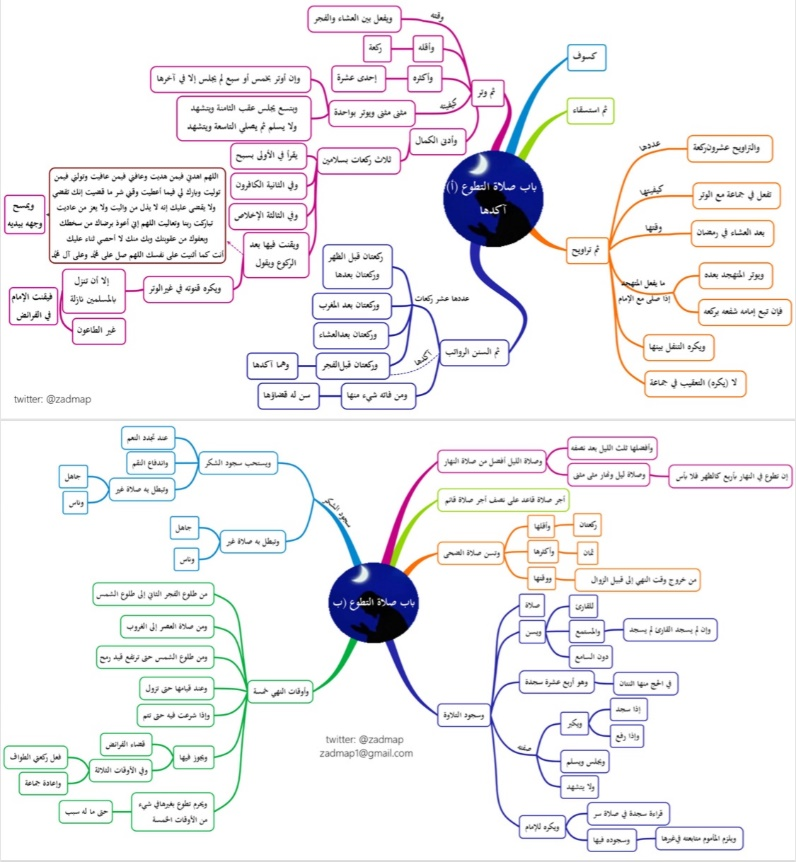 باب صلاة التطوع (أ)
آكدها
كسوف
ثم استسقاء
ثم تراويح
عددها
والتراويح عشرون ركعة
كيفيتها
تفعل في جماعة مع الوتر
وقتها
بعد العشاء في رمضان
ما يفعل المتهجد
إذا صلى مع الإمام
ويوتر المتهجد بعده
فإن تبع إمامه شفعه بركعة
ويكره التنفل بينها
لا (يكره) التعقيب في جماعة
ثم وتر
وقته
ويفعل بين العشاء والفجر
وأقله
ركعة
وأكثره
إحدى عشرة
كيفيته
مثنى مثنى ويوتر بواحدة
وإن أوتر بخمس أو سبع لم يجلس إلا في آخرها
وبتسع يجلس عقب الثامنة ويتشهد
ولا يسلم ثم يصلي التاسعة ويتشهد
وأدنى الكمال
ثلاث ركعات بسلامين
يقرأ في الأولى بسبح
وفي الثانية الكافرون
وفي الثالثة الإخلاص
ويقنت فيها بعد
الركوع ويقول
اللهم اهدني فيمن هديت وعافني فيمن عافيت وتولني فيمن
توليت وبارك لي فيما أعطيت وقني شر ما قضيت إنك تقضي
ولا يقضى عليك إنه لا يذل من واليت ولا يعز من عاديت
تباركت ربنا وتعاليت اللهم إني أعوذ برضاك من سخطك
وبعفوك من عقوبتك وبك منك لا أحصي ثناء عليك
أنت كما أثنيت على نفسك اللهم صل على محمد وعلى آل محمد
ويمسح
وجهه بيديه
ويكره قنوته في غير الوتر
إلا أن تنزل
بالمسلمين نازلة
غير الطاعون
فيقنت الإمام
في الفرائض
ثم السنن الرواتب
عددها عشر ركعات
ركعتان قبل الظهر
وركعتان بعدها
وركعتان بعد المغرب
وركعتان بعد العشاء
آكدها
وركعتان قبل الفجر
وهما آكدها
ومن فاته شيء منها
سن له قضاؤها
twitter: @zadmap
باب صلاة التطوع (ب
وصلاة الليل أفضل من صلاة النهار
وأفضلها ثلث الليل بعد نصفه
وصلاة ليل ونهار مثنى مثنى
إن تطوع في النهار بأربع كالظهر فلا بأس
أجر صلاة قاعد على نصف أجر صلاة قائم
وتسن صلاة الضحى
وأقلها
ركعتان
وأكثرها
ثمان
ووقتها
من خروج وقت النهي إلى قبيل الزوال
وسجود التلاوة
صلاة
ويسن
للقارئ
والمستمع
وإن لم يسجد القارئ لم يسجد
دون السامع
وهو أربع عشرة سجدة
في الحج منها اثنتان
صفته
ويكبر
إذا سجد
وإذا رفع
ويجلس ويسلم
ولا يتشهد
ويكره للإمام
قراءة سجدة في صلاة سر
وسجوده فيها
ويلزم المأموم متابعته في غيرها
سجود الشكر
ويستحب سجود الشكر
عند تجدد النعم
واندفاع النقم
وتبطل به صلاة غير
جاهل
وناس
وتبطل به صلاة غير
جاهل
وناس
وأوقات النهي خمسة
من طلوع الفجر الثاني إلى طلوع الشمس
ومن صلاة العصر إلى الغروب
ومن طلوع الشمس حتى ترتفع قيد رمح
وعند قيامها حتى تزول
وإذا شرعت فيه حتى تتم
ويجوز فيها
قضاء الفرائض
وفي الأوقات الثلاثة
فعل ركعتي الطواف
وإعادة جماعة
ويحرم تطوع بغيرها في شيء
من الأوقات الخمسة
حتى ما له سبب
twitter: @zadmap
zadmap1@gmail.com